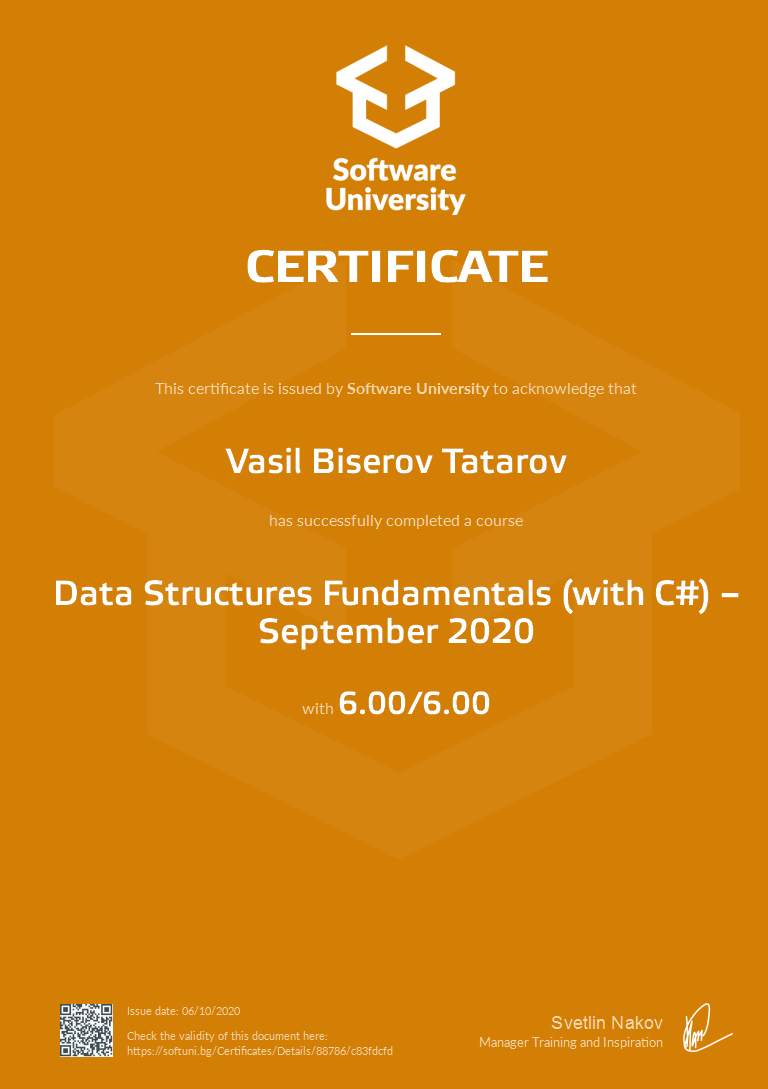 Software
University
CERTIFICATE
This certificate is issued by Software University to acknowledge that
Vasil Biserov Tatarov
has successfully completed a course
Data Structures Fundamentals (with C#) –
September 2020
with 6.00/6.00
Issue date: 06/10/2020
Check the validity of this document here:
https://softuni.bg/Certificates/Details/88786/c83fdcfd
Svetlin Nakov
Manager Training and Inspiration